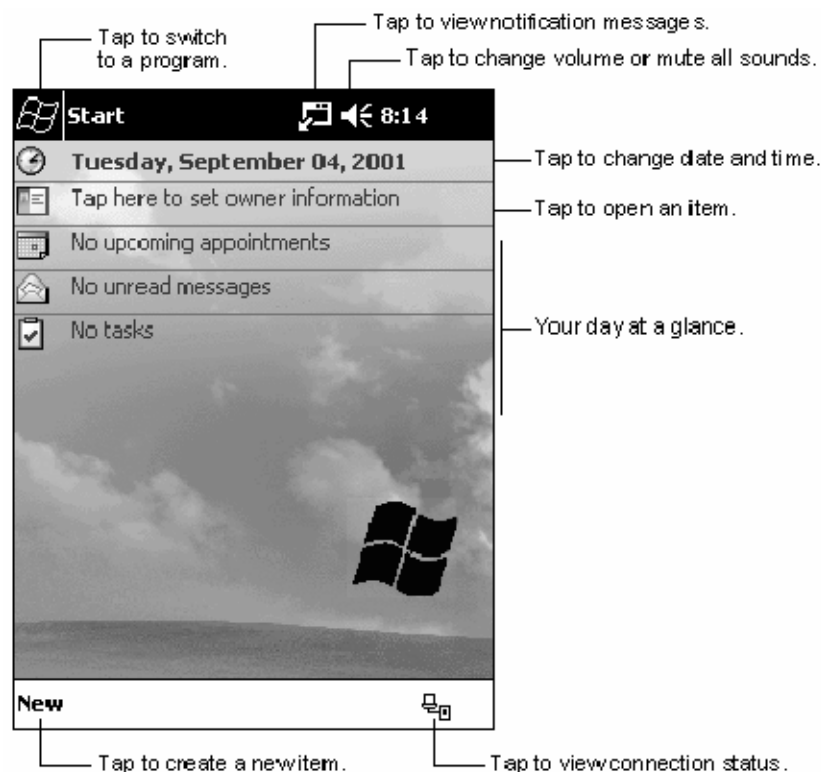 Tap to switch
to a program.
Tap to view notification messages.
Tap to change volume or mute all sounds.
Start 8:14
Tuesday, September 04, 2001
Tap to change date and time.
Tap here to set owner information
Tap to open an item.
No upcoming appointments
No unread messages
No tasks
Your day at a glance.
New
Tap to create a new item.
Tap to view connection status.